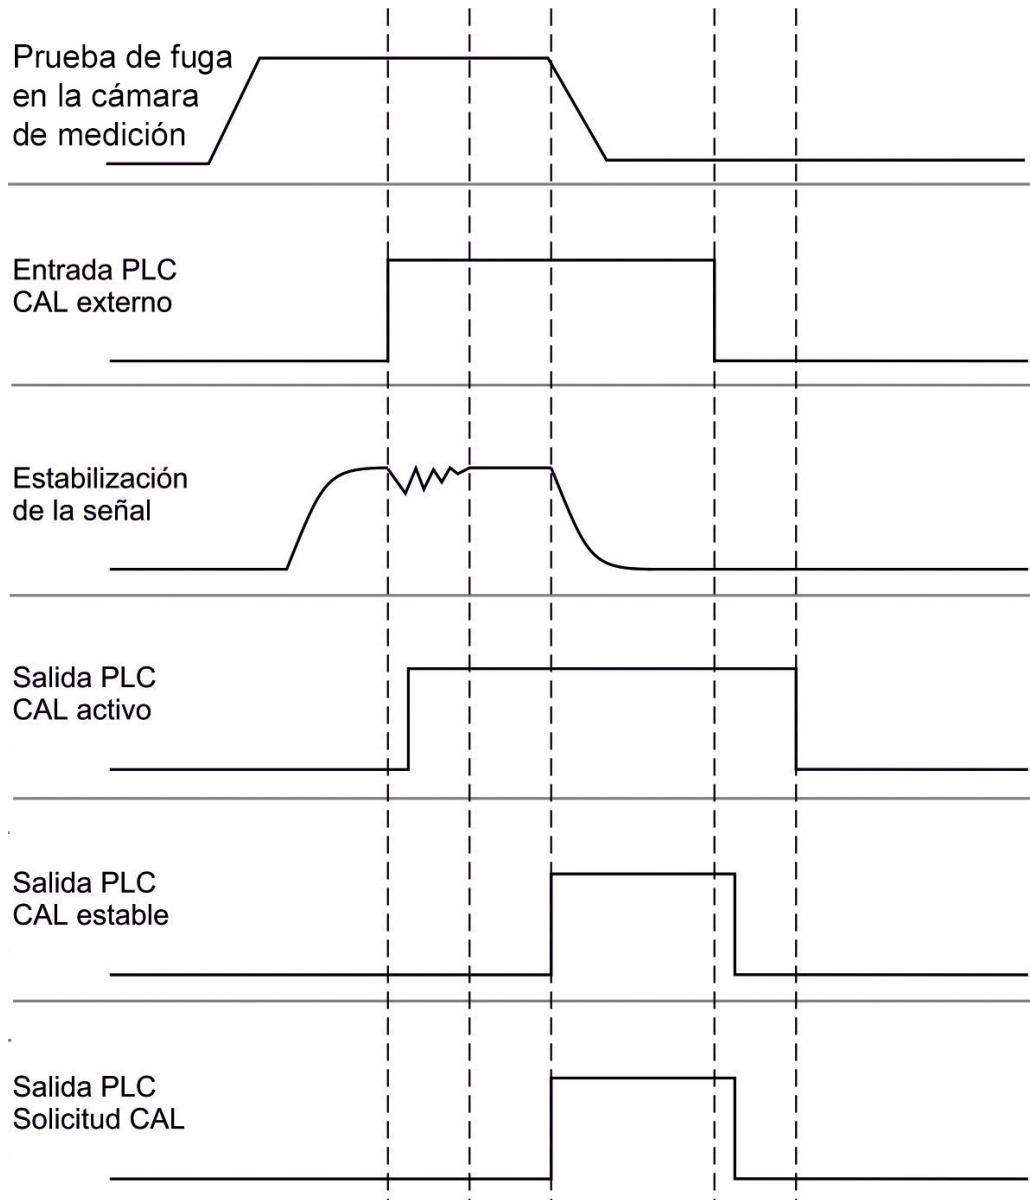 Prueba de fuga
en la cámara
de medición
Entrada PLC
CAL externo
Estabilización
de la señal
Salida PLC
CAL activo
Salida PLC
CAL estable
Salida PLC
Solicitud CAL